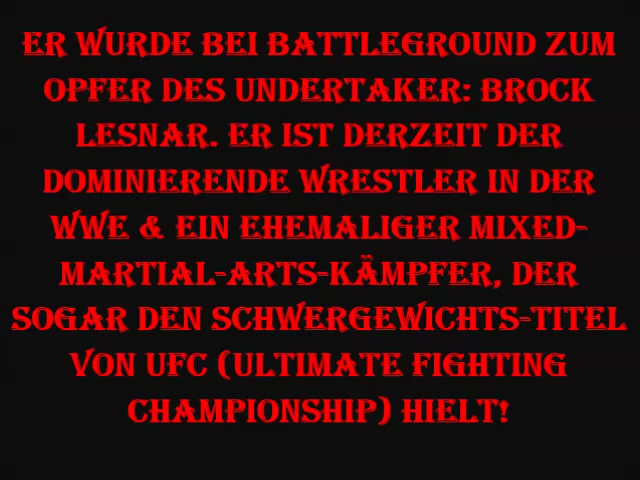 ER WURDE BEI BATTLEGROUND ZUM
OPFER DES UNDERTAKER: BROCK
LESNAR. ER IST DERZEIT DER
DOMINIERENDE WRESTLER IN DER
WWE & EIN EHEMALIGER MIXED-
MARTIAL-ARTS-KÄMPFER, DER
SOGAR DEN SCHWERGEWICHTS-TITEL
VON UFC (ULTIMATE FIGHTING
CHAMPIONSHIP) HIELT!